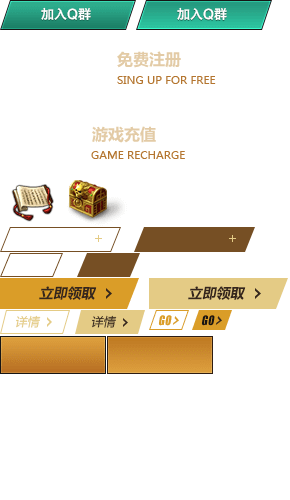 加入Q群 加入Q群
免费注册
SING UP FOR FREE
游戏充值
GAME RECHARGE
+ +
立即领取 > 立即领取 >
详情 > 详情 > GO> GO>